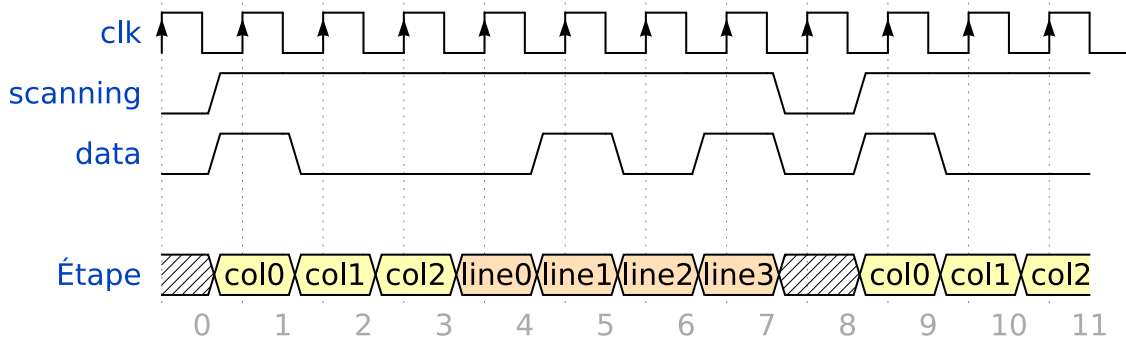 clk
scanning
data
Étape col0 col1 col2 line0 line1 line2 line3 col0 col1 col2
0 1 2 3 4 5 6 7 8 9 10 11